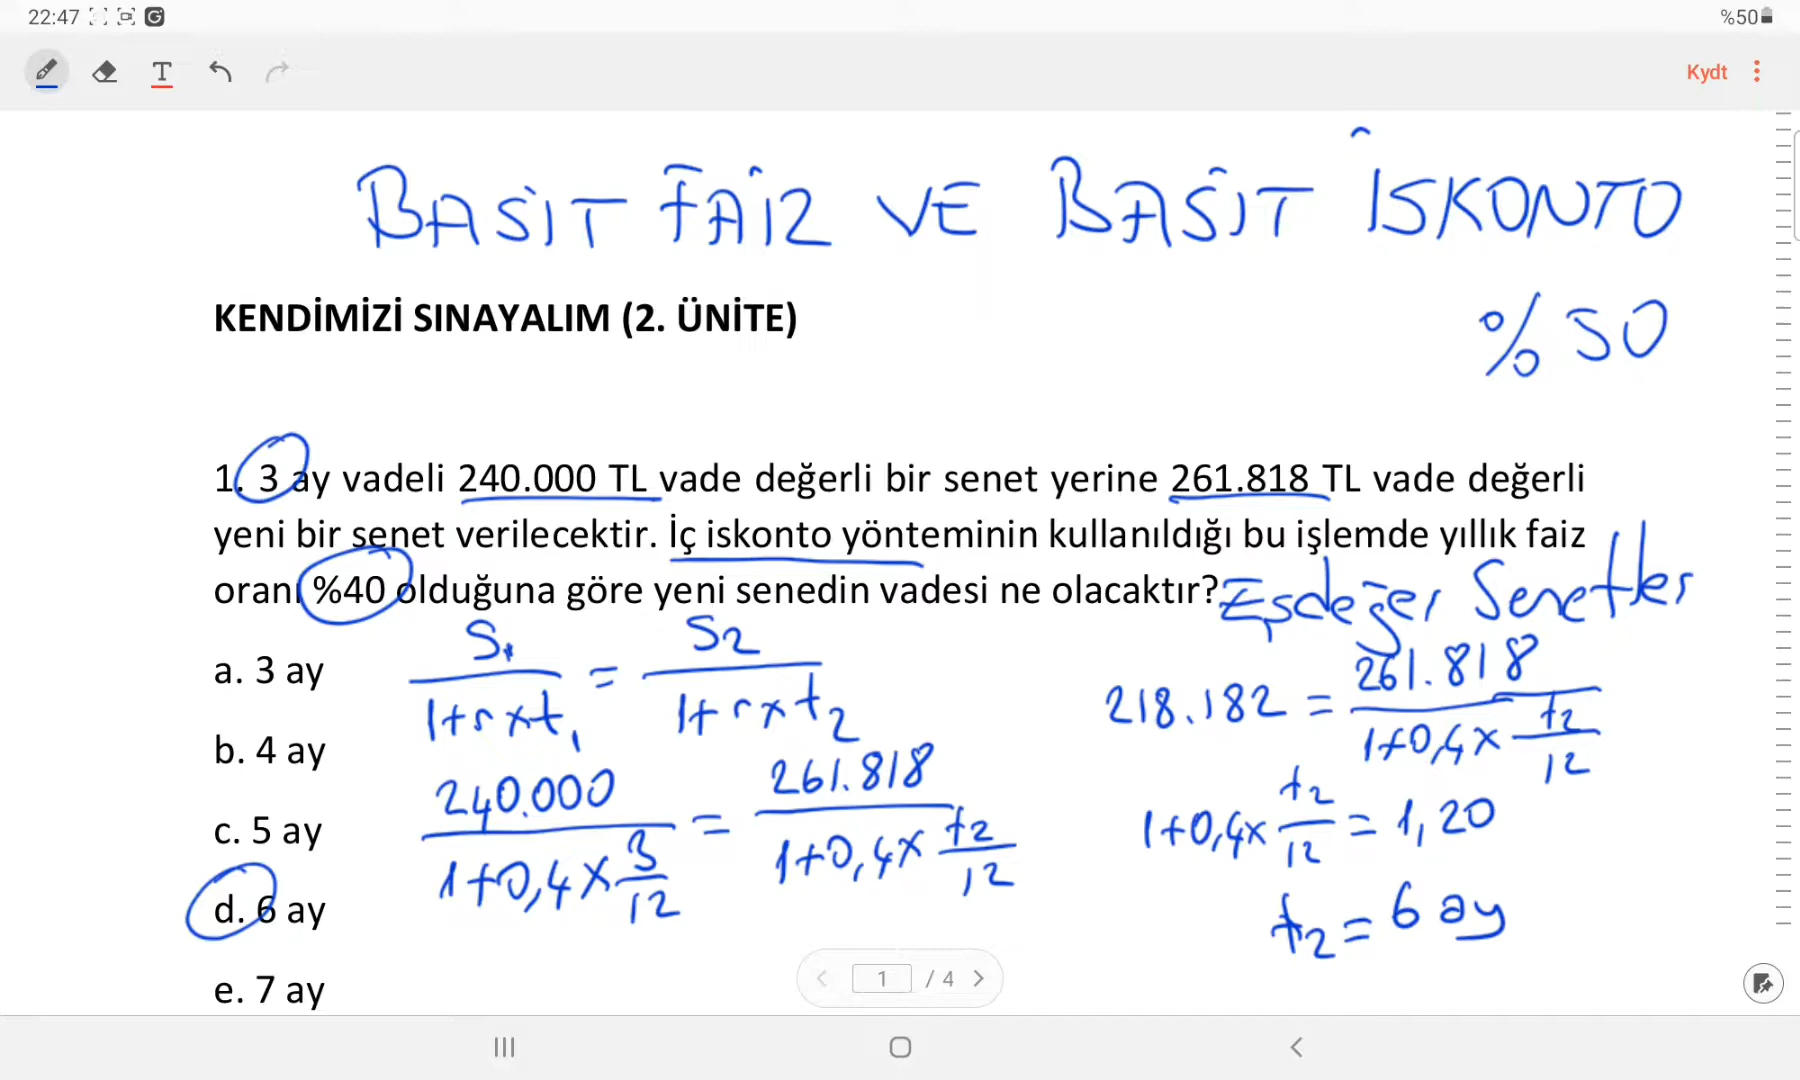 22:47
%50
T
Kydt
BASİT FAİZ VE BASİT İSKONTO
KENDİMİZİ SINAYALIM (2. ÜNİTE)
%50
1. 3 ay vadeli 240.000 TL vade değerli bir senet yerine 261.818 TL vade değerli
yeni bir senet verilecektir. İç iskonto yönteminin kullanıldığı bu işlemde yıllık faiz
oranı %40 olduğuna göre yeni senedin vadesi ne olacaktır?
Eşdeğer Senetler
a. 3 ay
b. 4 ay
c. 5 ay
d. 6 ay
e. 7 ay
S₁ / 1+r×t₁ = S2 / 1+r×t2
240.000 / 1+0,4×3/12 = 261.818 / 1+0,4×t2/12
218.182 = 261.818 / 1+0,4×t2/12
1+0,4×t2/12 = 1,20
t2 = 6 ay
1 / 4